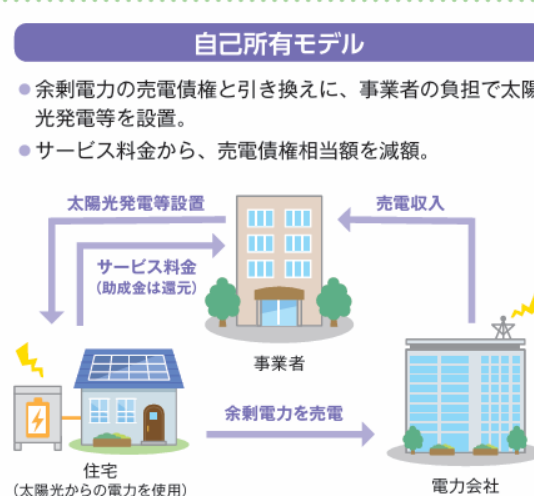 自己所有モデル
●余剰電力の売電債権と引き換えに、事業者の負担で太陽
光発電等を設置。
●サービス料金から、売電債権相当額を減額。
太陽光発電等設置
売電収入
サービス料金
(助成金は還元)
事業者
余剰電力を売電
住宅
(太陽光からの電力を使用)
電力会社